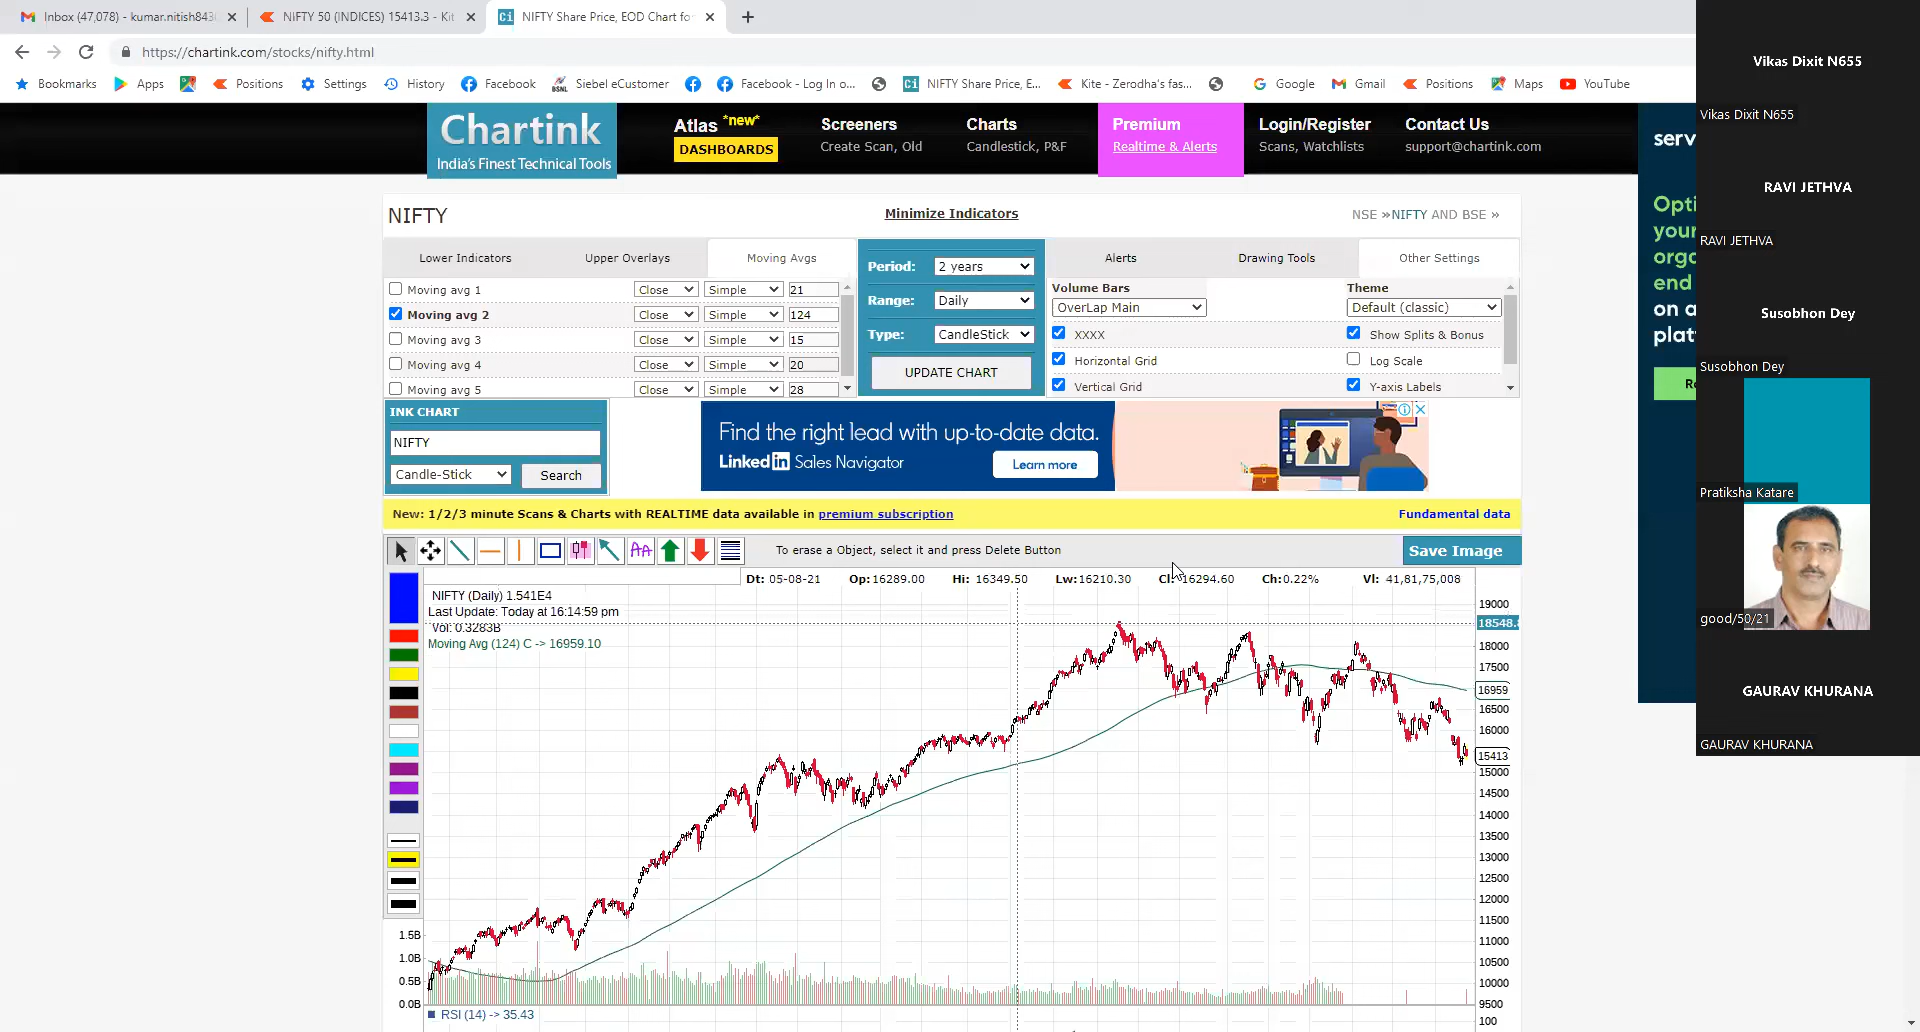 Inbox (47,078) - kumar.nitish843
NIFTY 50 (INDICES) 15413.3 - Kit
NIFTY Share Price, EOD Chart for
https://chartink.com/stocks/nifty.html
Bookmarks
Apps
Positions
Settings
History
Facebook
BSNL
Siebel eCustomer
Facebook - Log In o...
Ci
NIFTY Share Price, E...
Kite - Zerodha's fas...
Google
Gmail
Positions
Maps
YouTube
Chartink
India's Finest Technical Tools
Atlas *new*
DASHBOARDS
Screeners
Create Scan, Old
Charts
Candlestick, P&F
Premium
Realtime & Alerts
Login/Register
Scans, Watchlists
Contact Us
support@chartink.com
NIFTY
Minimize Indicators
NSE »NIFTY AND BSE »
Lower Indicators
Upper Overlays
Moving Avgs
Moving avg 1 Close Simple 21
Moving avg 2 Close Simple 124
Moving avg 3 Close Simple 15
Moving avg 4 Close Simple 20
Moving avg 5 Close Simple 28
Period: 2 years
Range: Daily
Type: CandleStick
UPDATE CHART
Alerts
Drawing Tools
Other Settings
Volume Bars
OverLap Main
XXXX
Horizontal Grid
Vertical Grid
Theme
Default (classic)
Show Splits & Bonus
Log Scale
Y-axis Labels
INK CHART
NIFTY
Candle-Stick
Search
Find the right lead with up-to-date data.
LinkedIn Sales Navigator
Learn more
New: 1/2/3 minute Scans & Charts with REALTIME data available in premium subscription
Fundamental data
AA
To erase a Object, select it and press Delete Button
Save Image
Dt: 05-08-21 Op:16289.00 Hi: 16349.50 Lw:16210.30 Cl: 16294.60 Ch:0.22% Vl: 41,81,75,008
NIFTY (Daily) 1.541E4
Last Update: Today at 16:14:59 pm
Vol: 0.3283B
Moving Avg (124) C -> 16959.10
19000
18548.8
18000
17500
16959
16500
16000
15413
15000
14500
14000
13500
13000
12500
12000
11500
11000
10500
10000
9500
100
1.5B
1.0B
0.5B
0.0B
RSI (14) -> 35.43
serv
Opti
your
orga
end
on a
platf
Vikas Dixit N655
Vikas Dixit N655
RAVI JETHVA
RAVI JETHVA
Susobhon Dey
Susobhon Dey
Pratiksha Katare
good/50/21
GAURAV KHURANA
GAURAV KHURANA